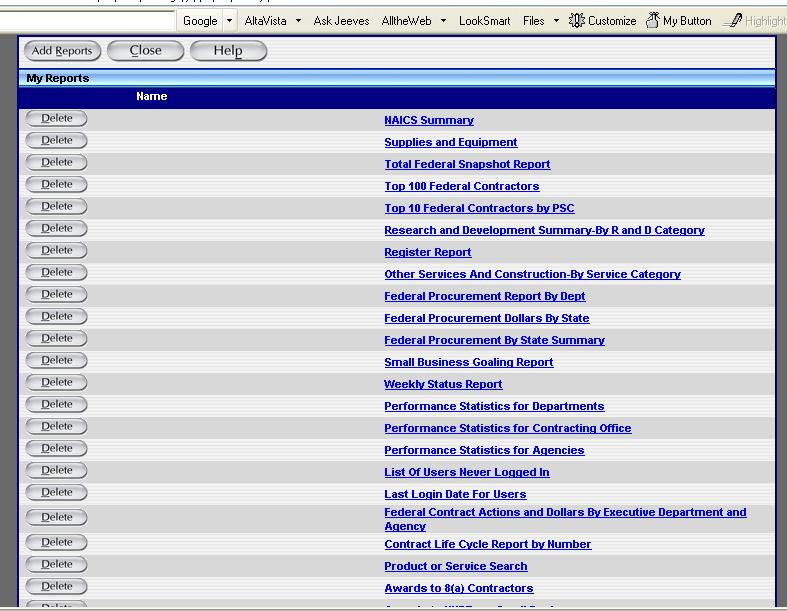 Google AltaVista Ask Jeeves AlltheWeb LookSmart Files Customize My Button Highlight
Add Reports Close Help
My Reports
Name
Delete NAICS Summary
Delete Supplies and Equipment
Delete Total Federal Snapshot Report
Delete Top 100 Federal Contractors
Delete Top 10 Federal Contractors by PSC
Delete Research and Development Summary-By R and D Category
Delete Register Report
Delete Other Services And Construction-By Service Category
Delete Federal Procurement Report By Dept
Delete Federal Procurement Dollars By State
Delete Federal Procurement By State Summary
Delete Small Business Goaling Report
Delete Weekly Status Report
Delete Performance Statistics for Departments
Delete Performance Statistics for Contracting Office
Delete Performance Statistics for Agencies
Delete List Of Users Never Logged In
Delete Last Login Date For Users
Delete Federal Contract Actions and Dollars By Executive Department and
Agency
Delete Contract Life Cycle Report by Number
Delete Product or Service Search
Delete Awards to 8(a) Contractors
Delete